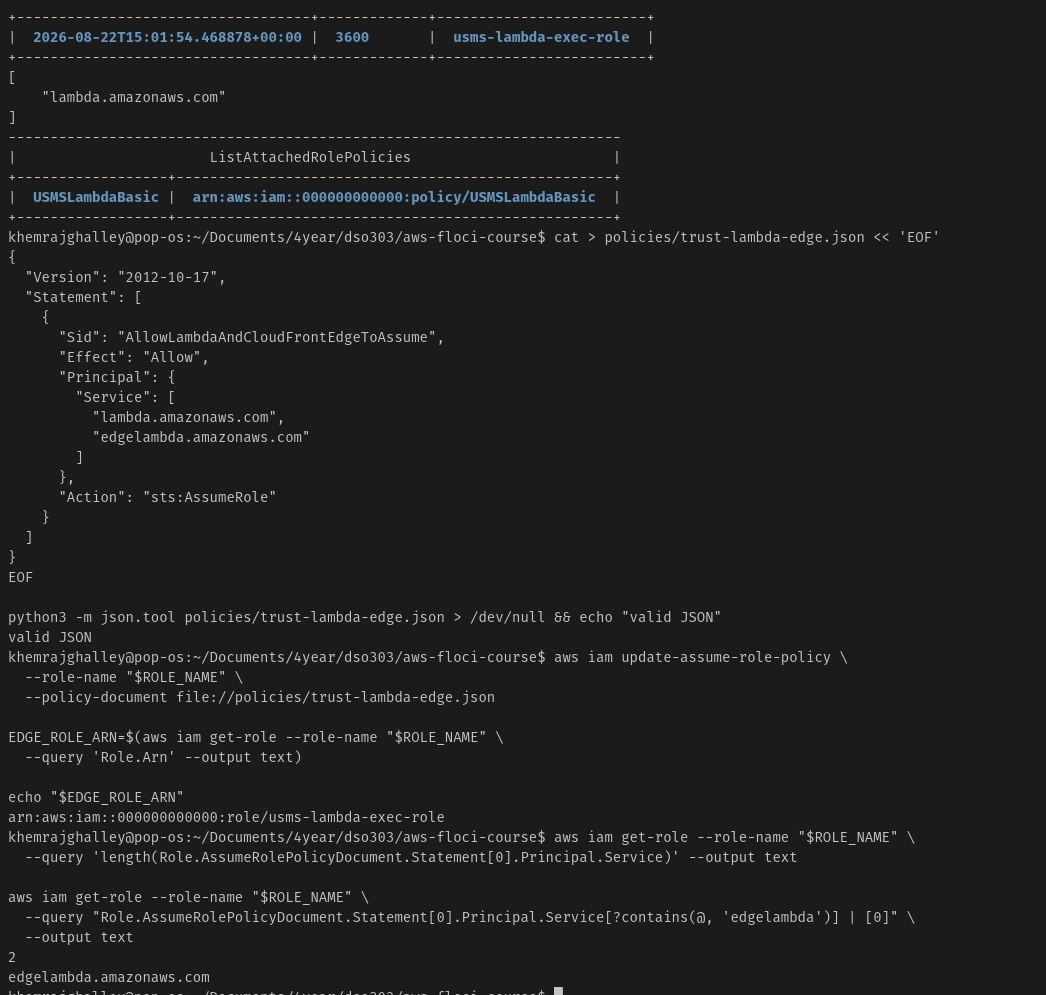 +-----------------------------------+-------------+-------------------------+
|  2026-08-22T15:01:54.468878+00:00 |  3600       |  usms-lambda-exec-role  |
+-----------------------------------+-------------+-------------------------+
[
    "lambda.amazonaws.com"
]
-------------------------------------------------------------------------
|                       ListAttachedRolePolicies                        |
+------------------+----------------------------------------------------+
|  USMSLambdaBasic |  arn:aws:iam::000000000000:policy/USMSLambdaBasic  |
+------------------+----------------------------------------------------+
khemrajghalley@pop-os:~/Documents/4year/dso303/aws-floci-course$ cat > policies/trust-lambda-edge.json << 'EOF'
{
  "Version": "2012-10-17",
  "Statement": [
    {
      "Sid": "AllowLambdaAndCloudFrontEdgeToAssume",
      "Effect": "Allow",
      "Principal": {
        "Service": [
          "lambda.amazonaws.com",
          "edgelambda.amazonaws.com"
        ]
      },
      "Action": "sts:AssumeRole"
    }
  ]
}
EOF

python3 -m json.tool policies/trust-lambda-edge.json > /dev/null && echo "valid JSON"
valid JSON
khemrajghalley@pop-os:~/Documents/4year/dso303/aws-floci-course$ aws iam update-assume-role-policy \
  --role-name "$ROLE_NAME" \
  --policy-document file://policies/trust-lambda-edge.json

EDGE_ROLE_ARN=$(aws iam get-role --role-name "$ROLE_NAME" \
  --query 'Role.Arn' --output text)

echo "$EDGE_ROLE_ARN"
arn:aws:iam::000000000000:role/usms-lambda-exec-role
khemrajghalley@pop-os:~/Documents/4year/dso303/aws-floci-course$ aws iam get-role --role-name "$ROLE_NAME" \
  --query 'length(Role.AssumeRolePolicyDocument.Statement[0].Principal.Service)' --output text

aws iam get-role --role-name "$ROLE_NAME" \
  --query "Role.AssumeRolePolicyDocument.Statement[0].Principal.Service[?contains(@, 'edgelambda')] | [0]" \
  --output text
2
edgelambda.amazonaws.com
khemrajghalley@pop-os:~/Documents/4year/dso303/aws-floci-course$